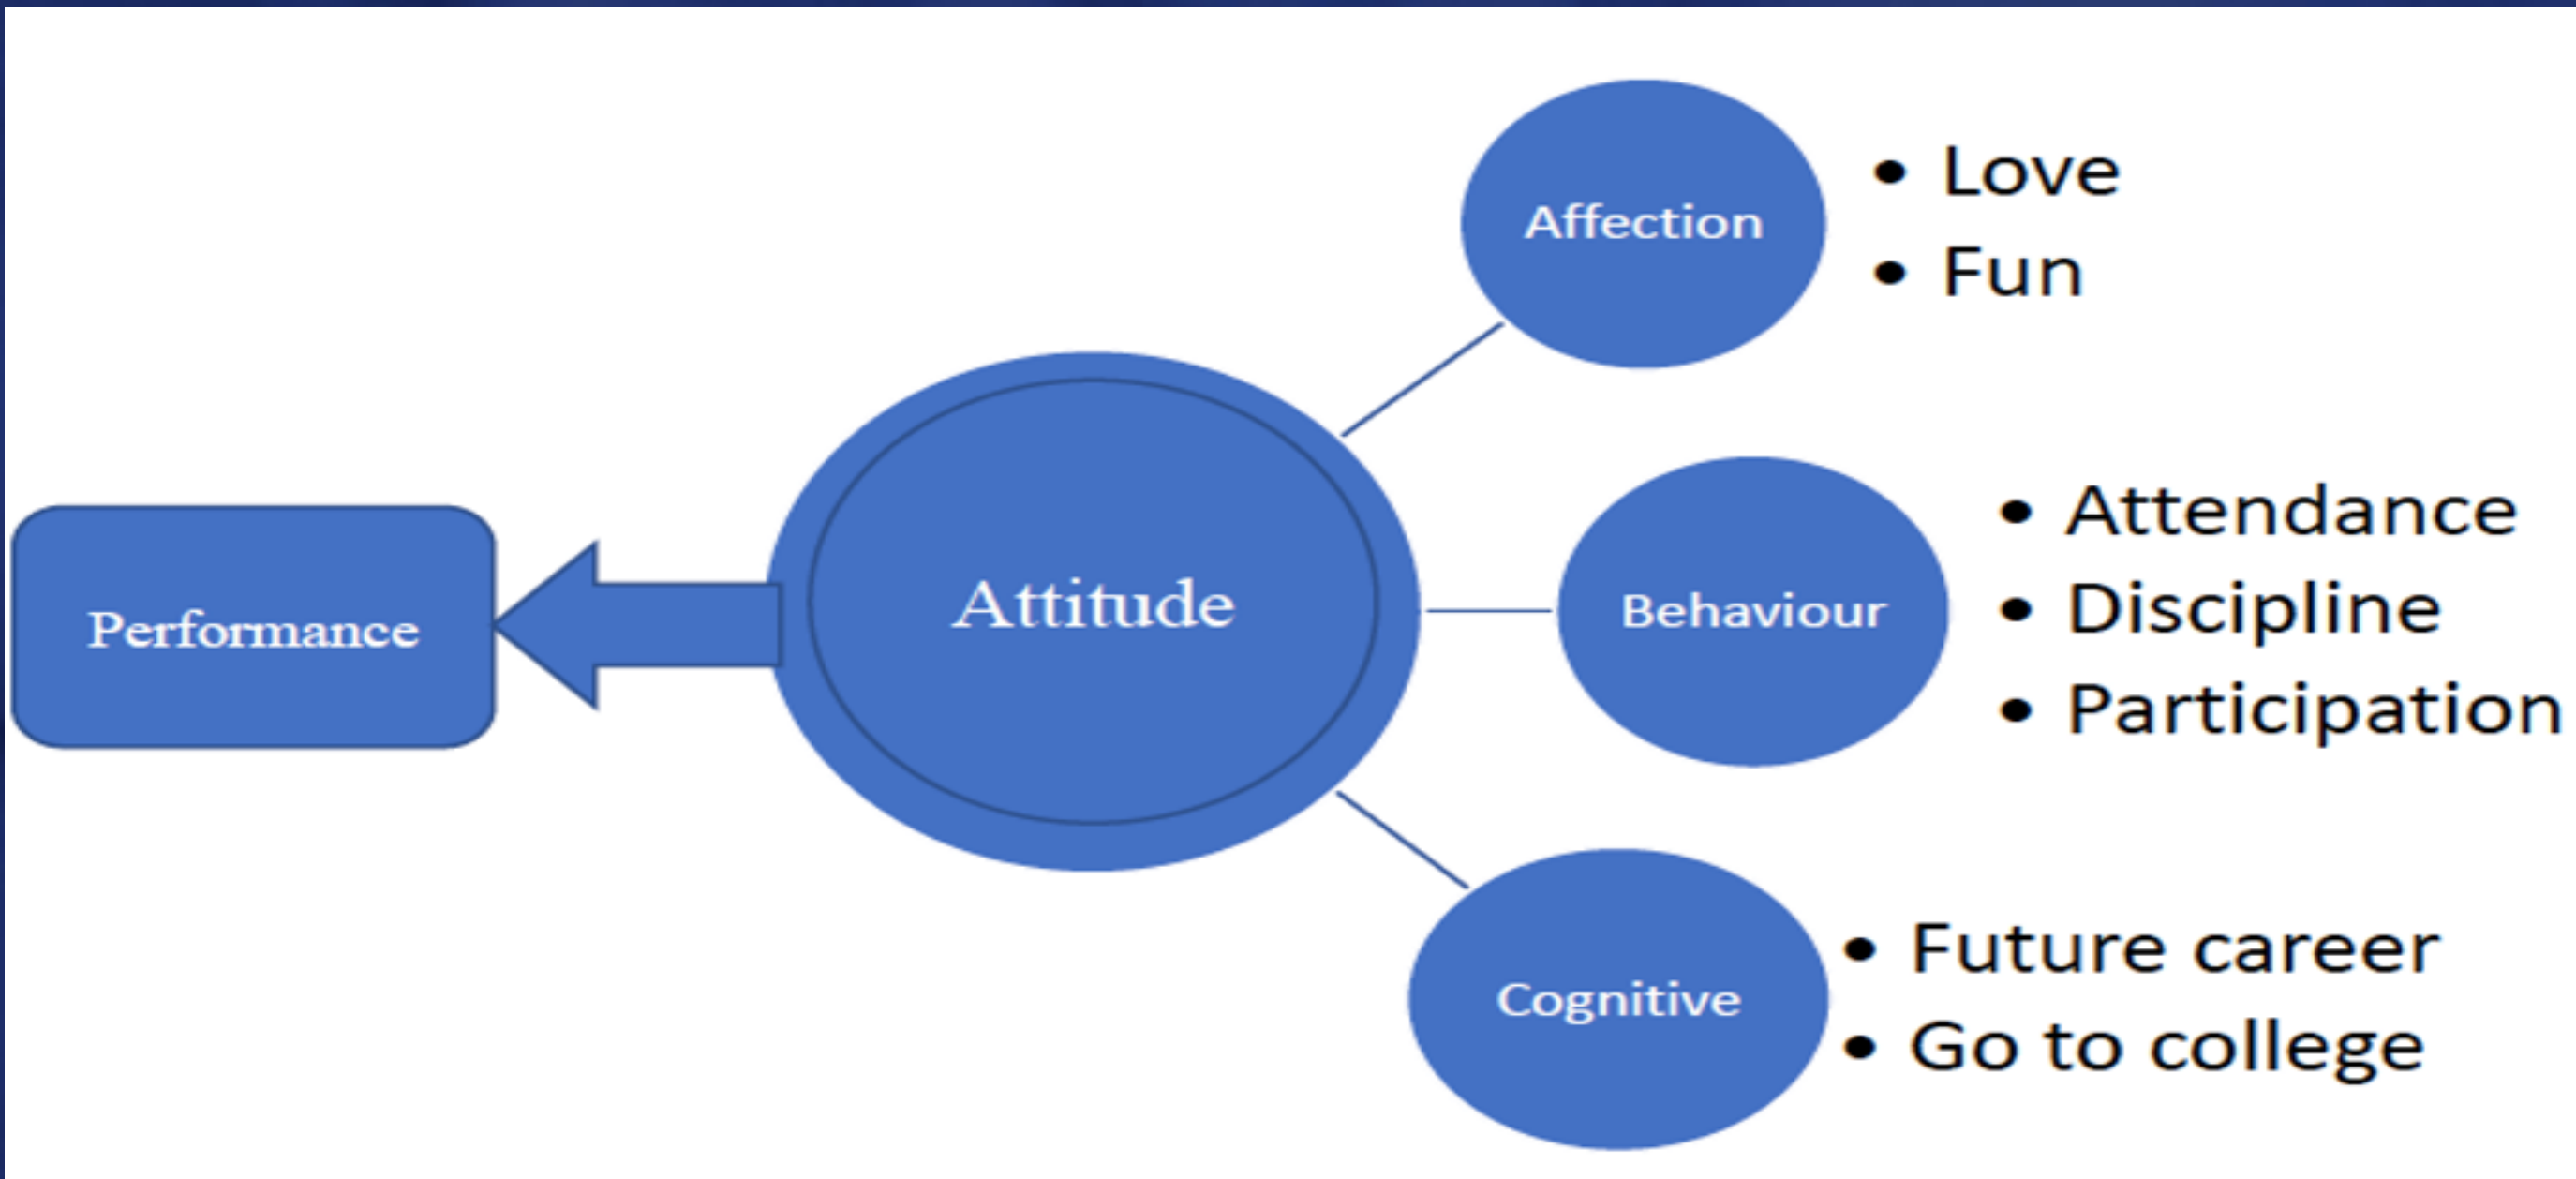 Affection
• Love
• Fun
Performance
Attitude
Behaviour
• Attendance
• Discipline
• Participation
Cognitive
• Future career
• Go to college